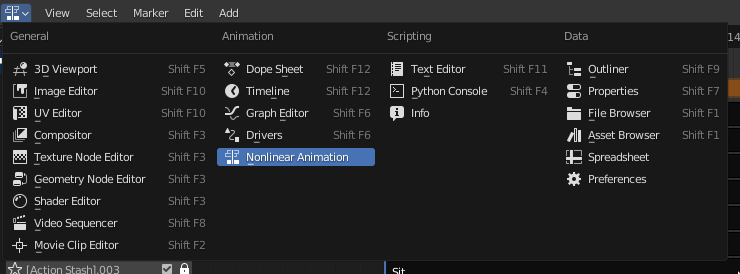 View Select Marker Edit Add
General
3D Viewport Shift F5
Image Editor Shift F10
UV Editor Shift F10
Compositor Shift F3
Texture Node Editor Shift F3
Geometry Node Editor Shift F3
Shader Editor Shift F3
Video Sequencer Shift F8
Movie Clip Editor Shift F2
Animation
Dope Sheet Shift F12
Timeline Shift F12
Graph Editor Shift F6
Drivers Shift F6
Nonlinear Animation
Scripting
Text Editor Shift F11
Python Console Shift F4
Info
Data
Outliner Shift F9
Properties Shift F7
File Browser Shift F1
Asset Browser Shift F1
Spreadsheet
Preferences
14
[Action Stash].003
Sit